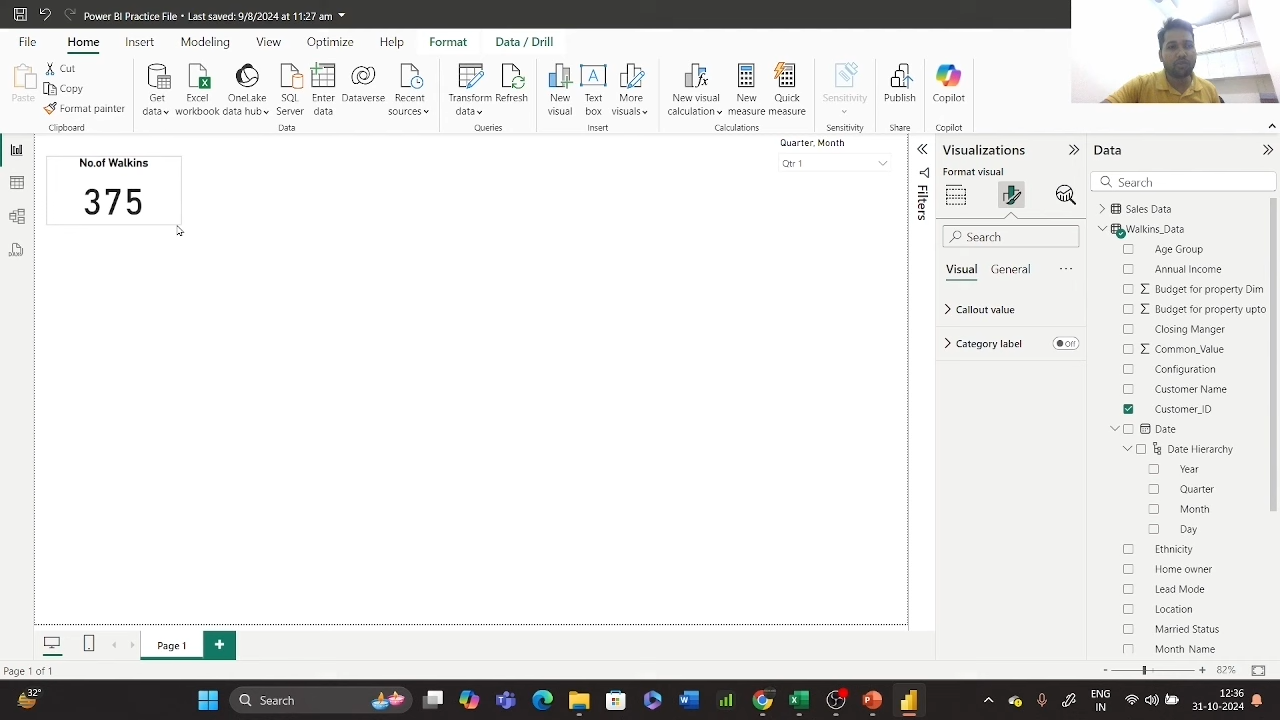 Power BI Practice File • Last saved: 9/8/2024 at 11:27 am
File Home Insert Modeling View Optimize Help Format Data / Drill
Paste
Cut
Copy
Format painter
Clipboard
Get data
Excel workbook
OneLake data hub
SQL Server
Enter data
Dataverse
Recent sources
Data
Transform data
Refresh
Queries
New visual
Text box
More visuals
Insert
New visual calculation
New measure
Quick measure
Calculations
Sensitivity
Sensitivity
Publish
Share
Copilot
Copilot
No.of Walkins
375
Quarter, Month
Qtr 1
Filters
Visualizations
Format visual
Search
Visual General
Callout value
Category label Off
Data
Search
Sales Data
Walkins_Data
Age Group
Annual Income
Budget for property Dim
Budget for property upto
Closing Manger
Common_Value
Configuration
Customer Name
Customer_ID
Date
Date Hierarchy
Year
Quarter
Month
Day
Ethnicity
Home owner
Lead Mode
Location
Married Status
Month Name
Page 1
Page 1 of 1
82%
32°
Search
ENG
IN
12:36
31-10-2024